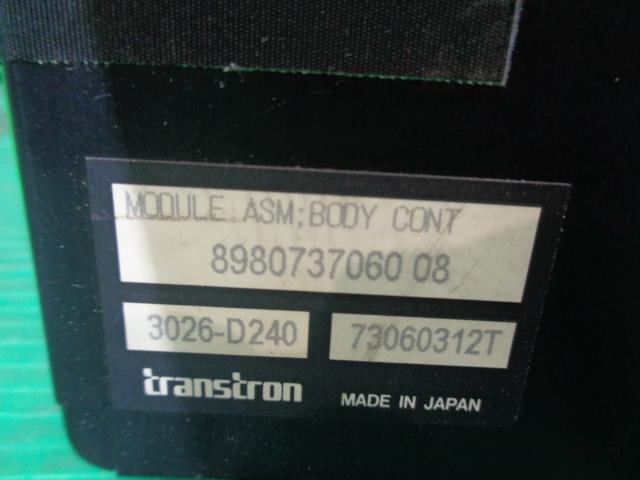 MODULE ASM;BODY CONT
8980737060 08
3026-D240
73060312T
transtron
MADE IN JAPAN